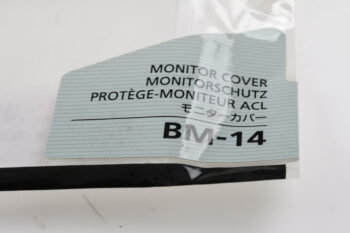 MONITOR COVER
MONITORSCHUTZ
PROTÈGE-MONITEUR ACL
モニターカバー
BM-14